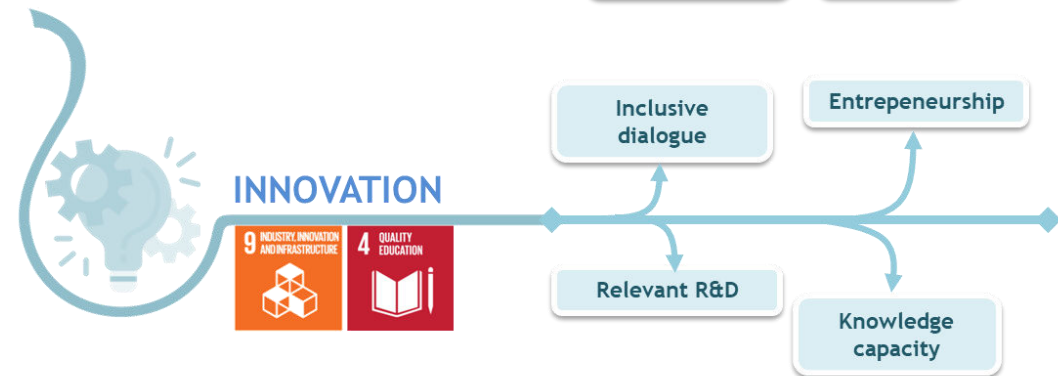 Inclusive
dialogue
Entrepeneurship
INNOVATION
9 INDUSTRY, INNOVATION
AND INFRASTRUCTURE
4 QUALITY
EDUCATION
Relevant R&D
Knowledge
capacity